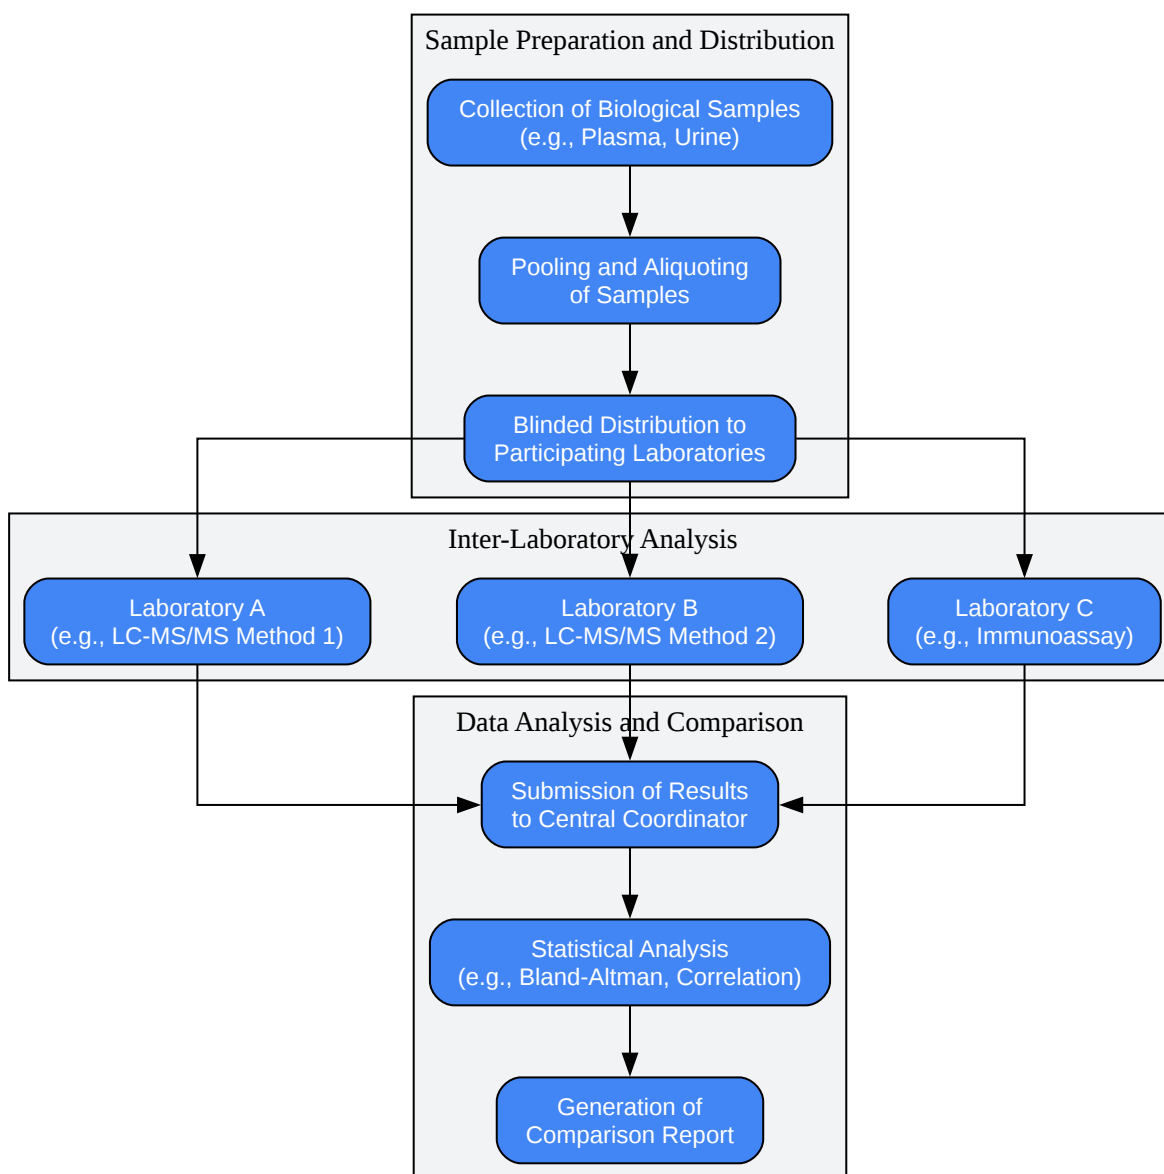 Sample Preparation and Distribution
Collection of Biological Samples
(e.g., Plasma, Urine)
Pooling and Aliquoting
of Samples
Blinded Distribution to
Participating Laboratories
Inter-Laboratory Analysis
Laboratory A
(e.g., LC-MS/MS Method 1)
Laboratory B
(e.g., LC-MS/MS Method 2)
Laboratory C
(e.g., Immunoassay)
Data Analysis and Comparison
Submission of Results
to Central Coordinator
Statistical Analysis
(e.g., Bland-Altman, Correlation)
Generation of
Comparison Report